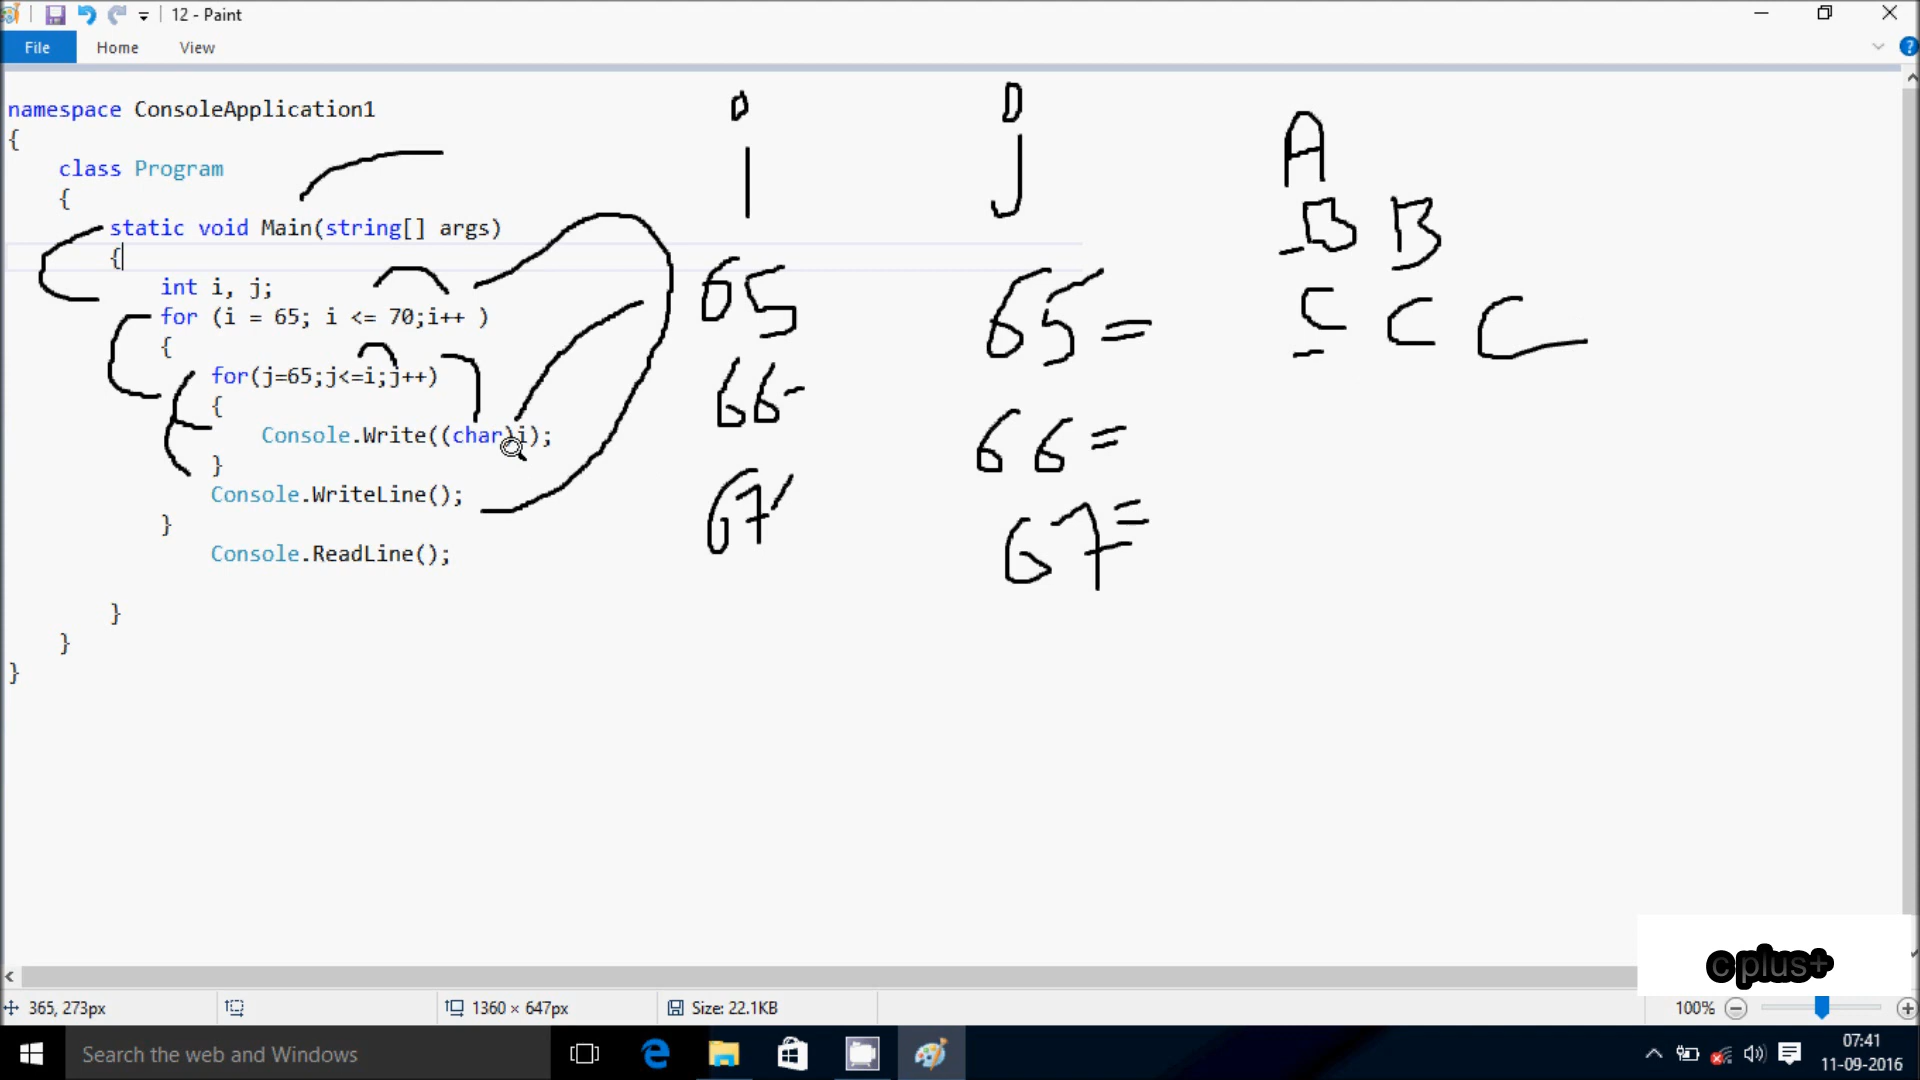 12 - Paint
File Home View
namespace ConsoleApplication1
{
class Program
{
static void Main(string[] args)
{
int i, j;
for (i = 65; i <= 70;i++ )
{
for(j=65;j<=i;j++)
{
Console.Write((char)i);
}
Console.WriteLine();
}
Console.ReadLine();
}
}
}
i j
65 65=
66- 66=
67 67=
A
B B
C C C
c plus+
365, 273px 1360 × 647px Size: 22.1KB 100%
Search the web and Windows
07:41
11-09-2016